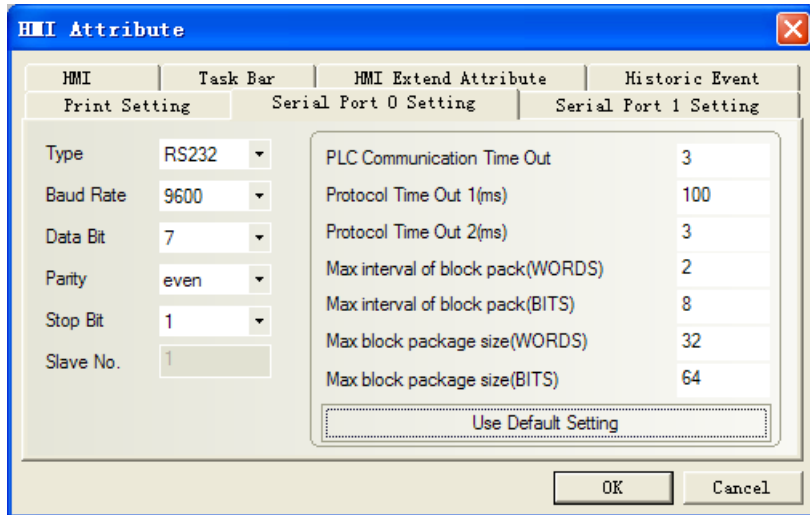 HMI Attribute
HMI
Task Bar
HMI Extend Attribute
Historic Event
Print Setting
Serial Port 0 Setting
Serial Port 1 Setting
Type RS232
Baud Rate 9600
Data Bit 7
Parity even
Stop Bit 1
Slave No. 1
PLC Communication Time Out 3
Protocol Time Out 1(ms) 100
Protocol Time Out 2(ms) 3
Max interval of block pack(WORDS) 2
Max interval of block pack(BITS) 8
Max block package size(WORDS) 32
Max block package size(BITS) 64
Use Default Setting
OK
Cancel